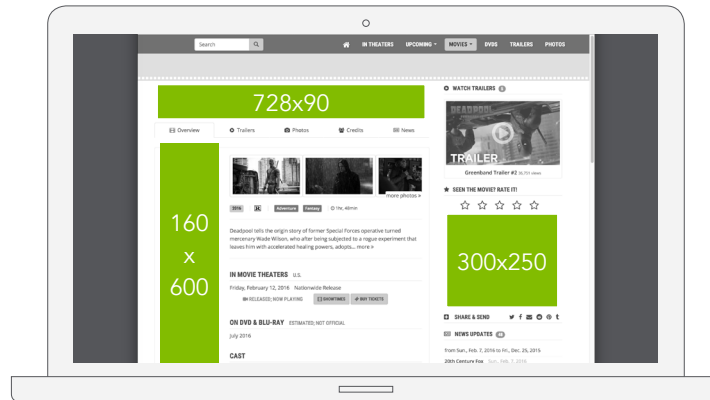 Search
IN THEATERS UPCOMING MOVIES DVDS TRAILERS PHOTOS
728x90
Overview Trailers Photos Credits News
160
x
600
more photos »
2016 Adventure Fantasy 1hr, 48min
Deadpool tells the origin story of former Special Forces operative turned
mercenary Wade Wilson, who after being subjected to a rogue experiment that
leaves him with accelerated healing powers, adopts... more »
IN MOVIE THEATERS U.S.
Friday, February 12, 2016 Nationwide Release
RELEASED; NOW PLAYING SHOWTIMES BUY TICKETS
ON DVD & BLU-RAY ESTIMATED; NOT OFFICIAL
July 2016
CAST
WATCH TRAILERS
DEADPOOL
TRAILER
Greenband Trailer #2 views
SEEN THE MOVIE? RATE IT!
300x250
SHARE & SEND
NEWS UPDATES
from Sun., Feb. 7, 2016 to Fri., Dec. 25, 2015
20th Century Fox Sun., Feb. 7, 2016